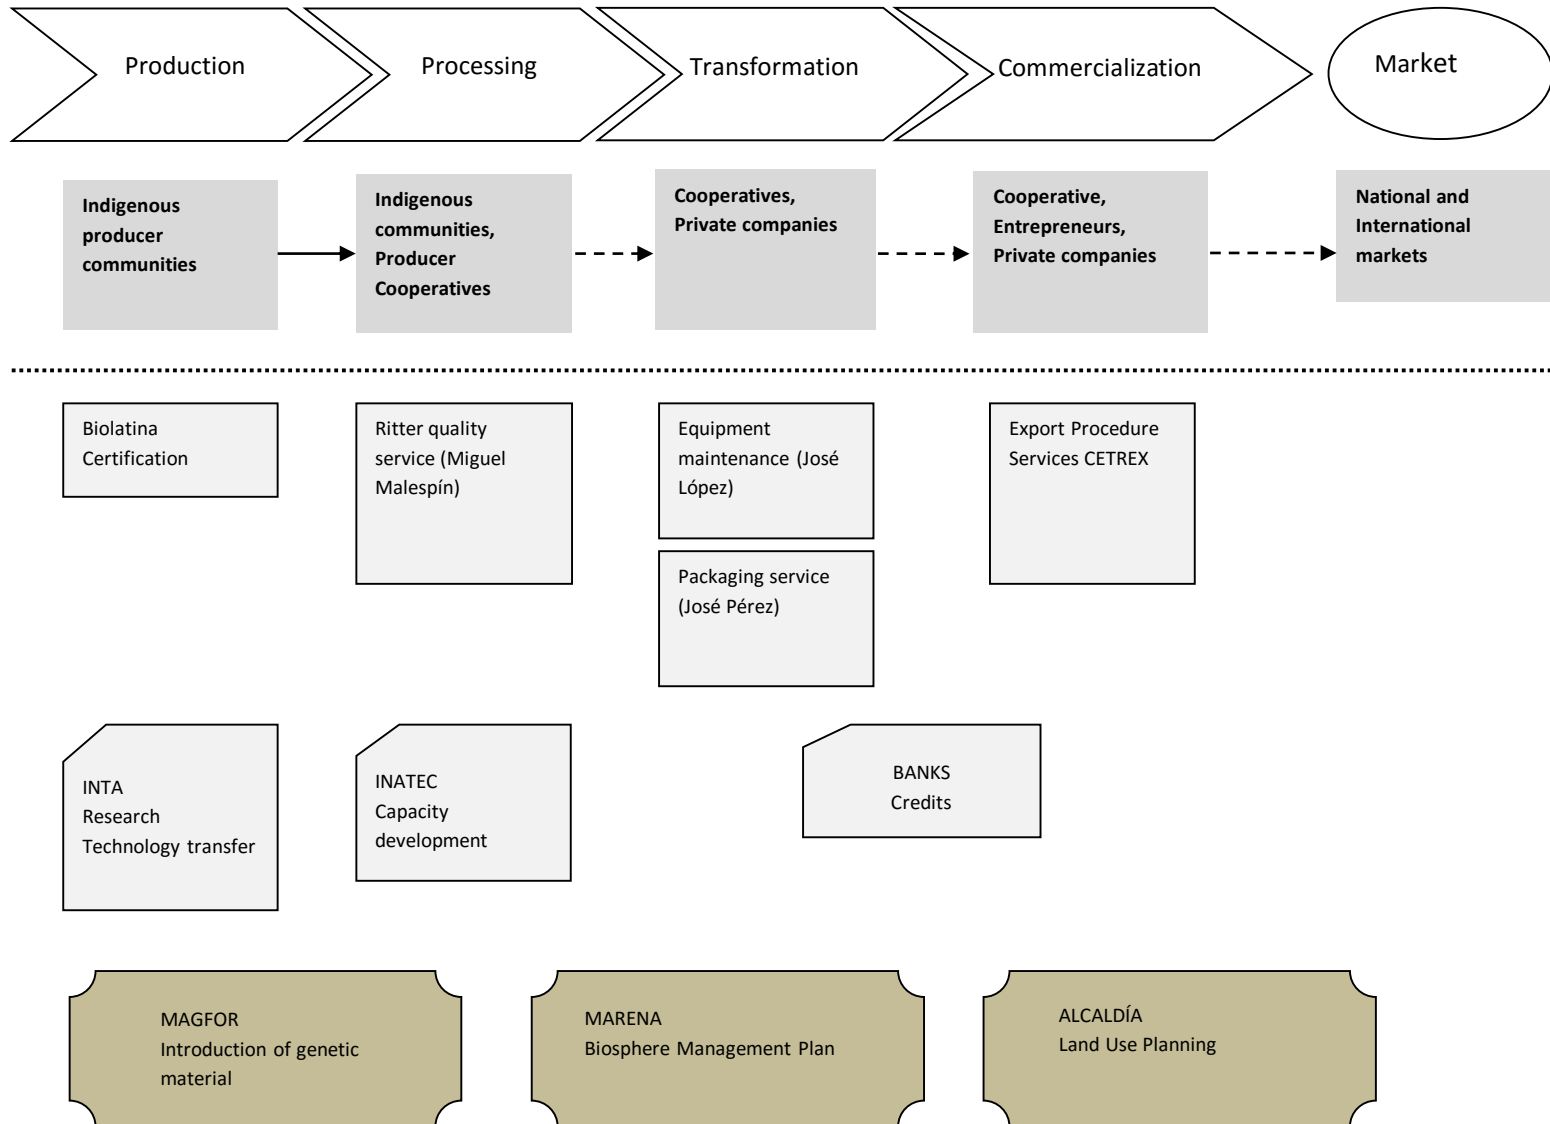 Production
Processing
Transformation
Commercialization
Market
Indigenous
producer
communities
Indigenous
communities,
Producer
Cooperatives
Cooperatives,
Private companies
Cooperative,
Entrepreneurs,
Private companies
National and
International
markets
Biolatina
Certification
Ritter quality
service (Miguel
Malespín)
Equipment
maintenance (José
López)
Packaging service
(José Pérez)
Export Procedure
Services CETREX
INTA
Research
Technology transfer
INATEC
Capacity
development
BANKS
Credits
MAGFOR
Introduction of genetic
material
MARENA
Biosphere Management Plan
ALCALDÍA
Land Use Planning